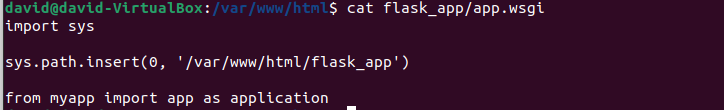 david@david-VirtualBox:/var/www/html$ cat flask_app/app.wsgi
import sys
sys.path.insert(0, '/var/www/html/flask_app')
from myapp import app as application